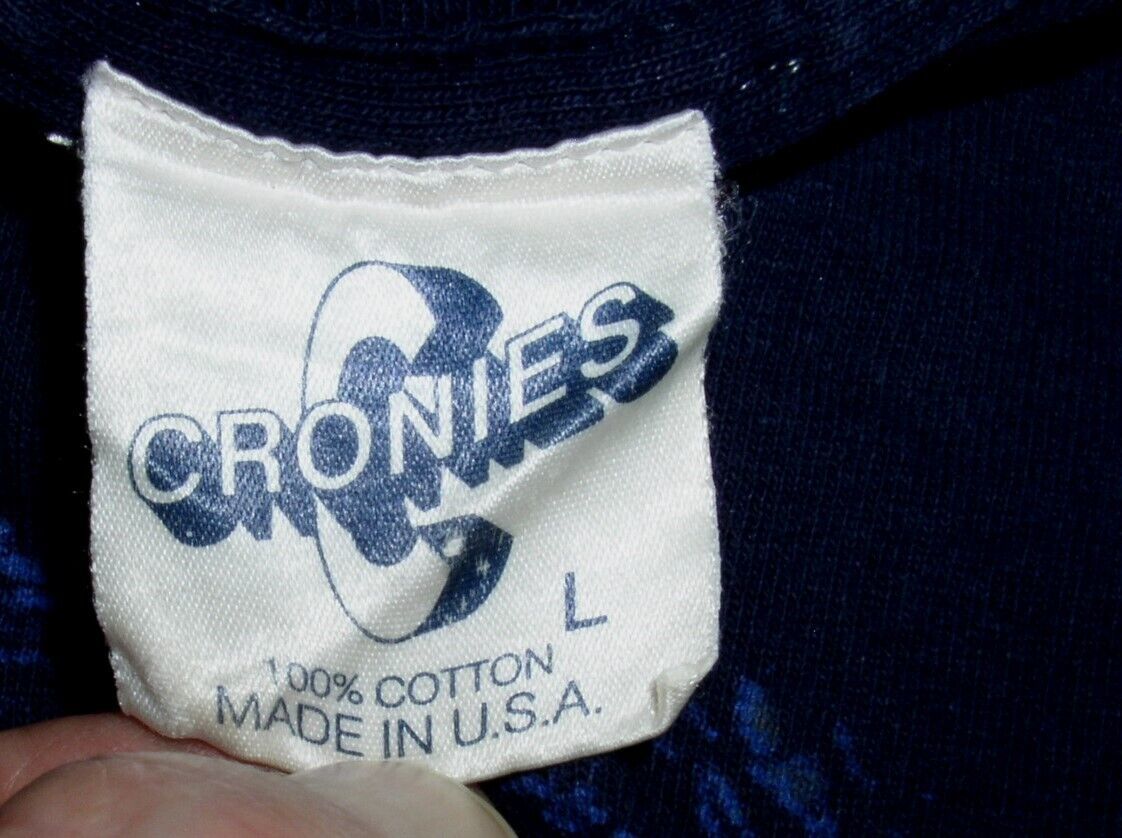 CRONIES
L
100% COTTON
MADE IN U.S.A.